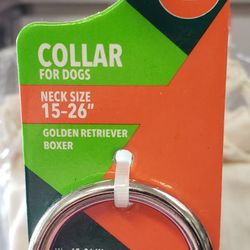 COLLAR
FOR DOGS
NECK SIZE
15-26"
GOLDEN RETRIEVER
BOXER